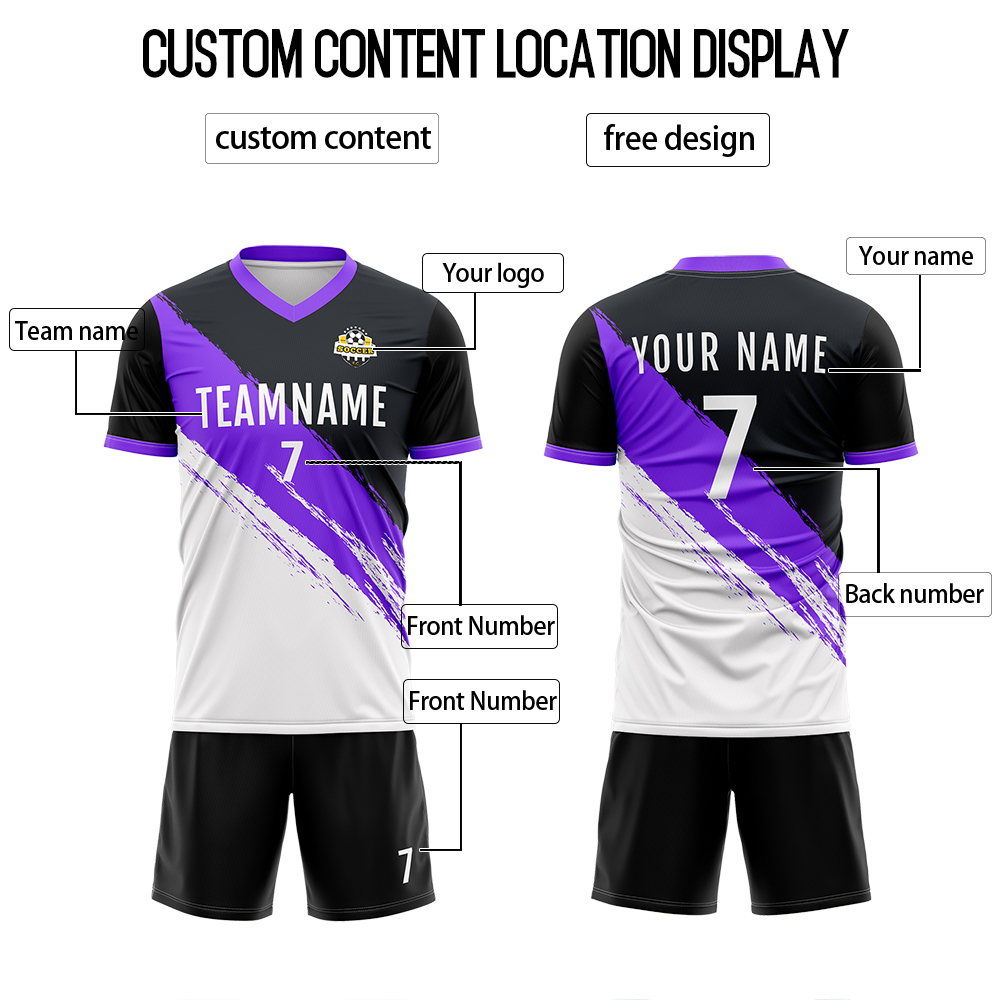 CUSTOM CONTENT LOCATION DISPLAY
custom content
free design
Your logo
Team name
SOCCER
TEAMNAME
7
Front Number
Front Number
7
Your name
YOUR NAME
7
Back number